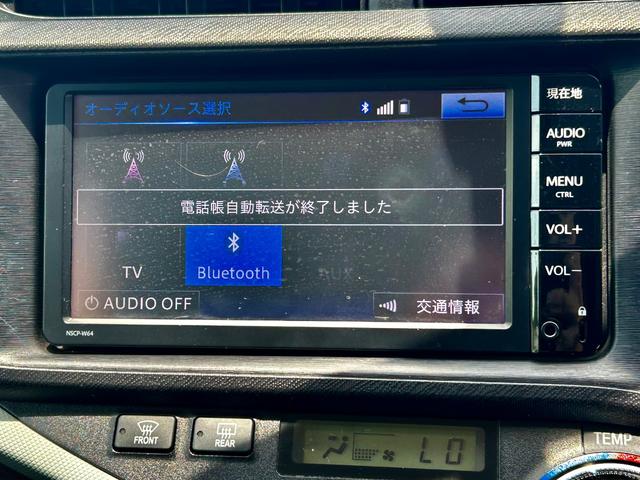 オーディオソース選択
現在地
AUDIO
PWR
電話帳自動転送が終了しました
MENU
CTRL
VOL+
TV
Bluetooth
AUX
VOL−
AUDIO OFF
交通情報
NSCP-W64
FRONT
REAR
LO
TEMP